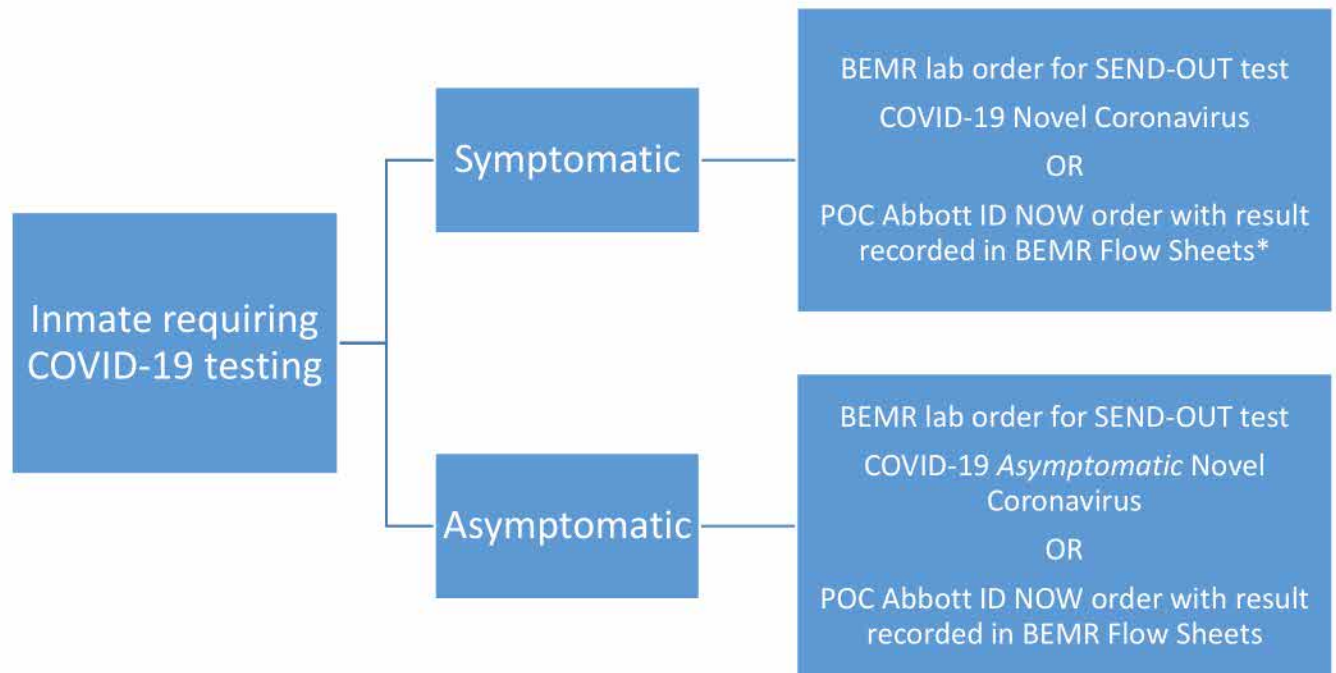 Inmate requiring
COVID-19 testing
Symptomatic
BEMR lab order for SEND-OUT test
COVID-19 Novel Coronavirus
OR
POC Abbott ID NOW order with result
recorded in BEMR Flow Sheets*
Asymptomatic
BEMR lab order for SEND-OUT test
COVID-19 Asymptomatic Novel
Coronavirus
OR
POC Abbott ID NOW order with result
recorded in BEMR Flow Sheets